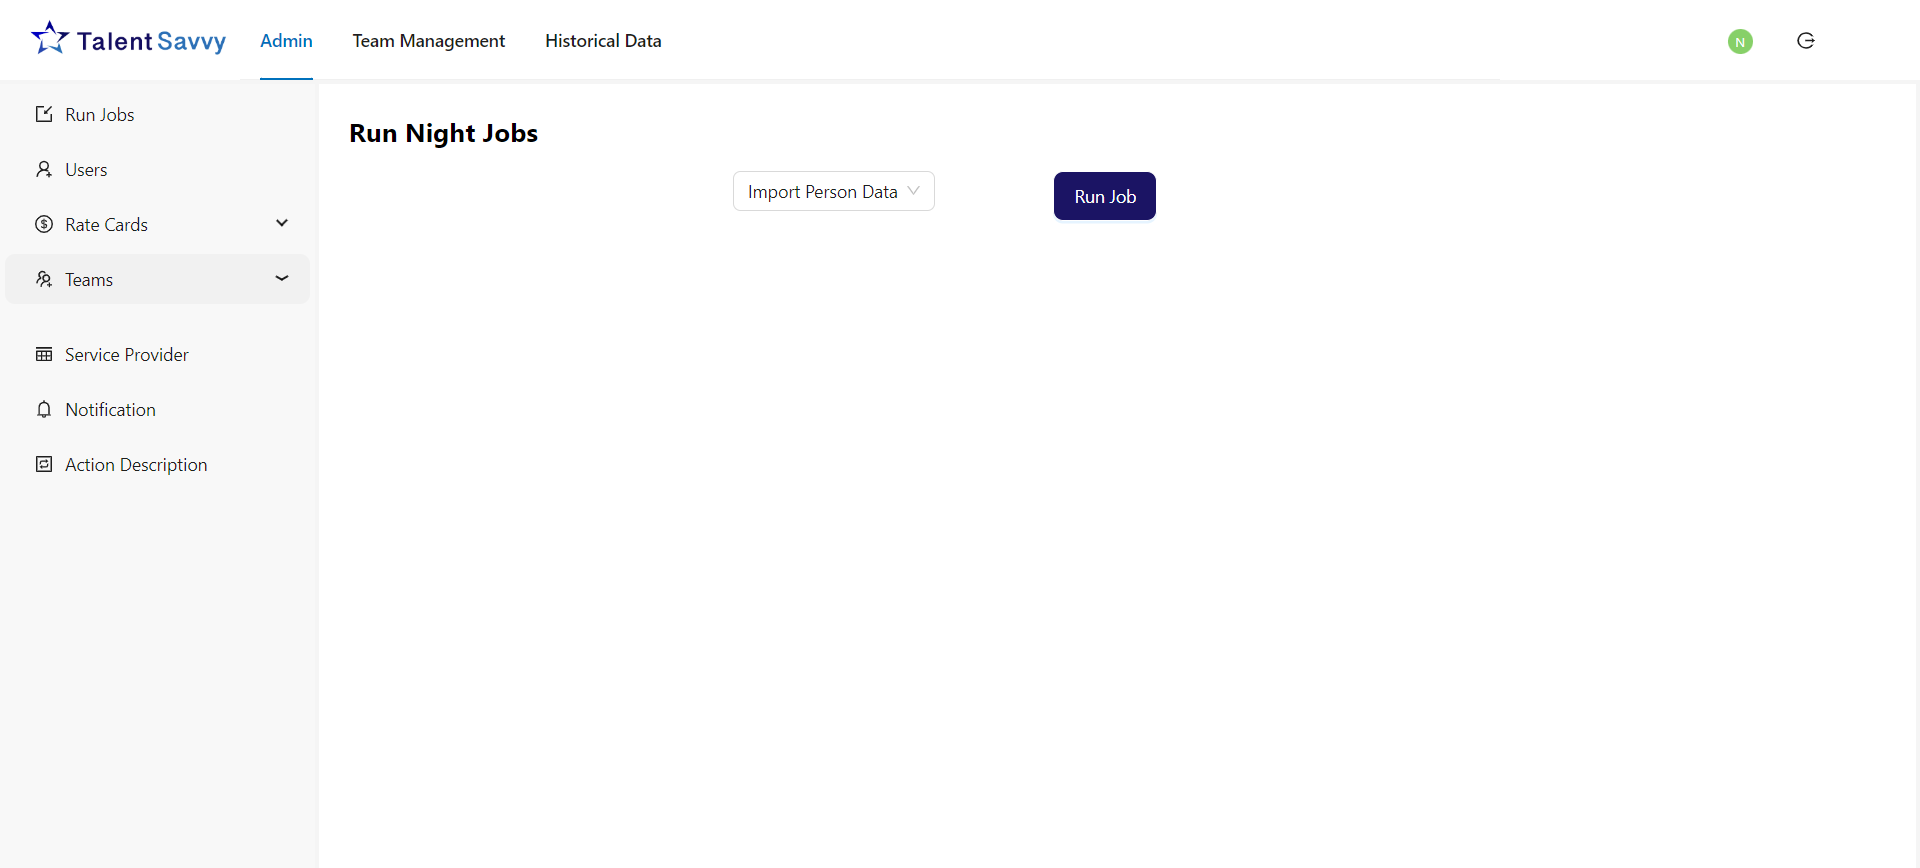 Talent Savvy
Admin
Team Management
Historical Data
N
Run Jobs
Users
Rate Cards
Teams
Service Provider
Notification
Action Description
Run Night Jobs
Import Person Data
Run Job